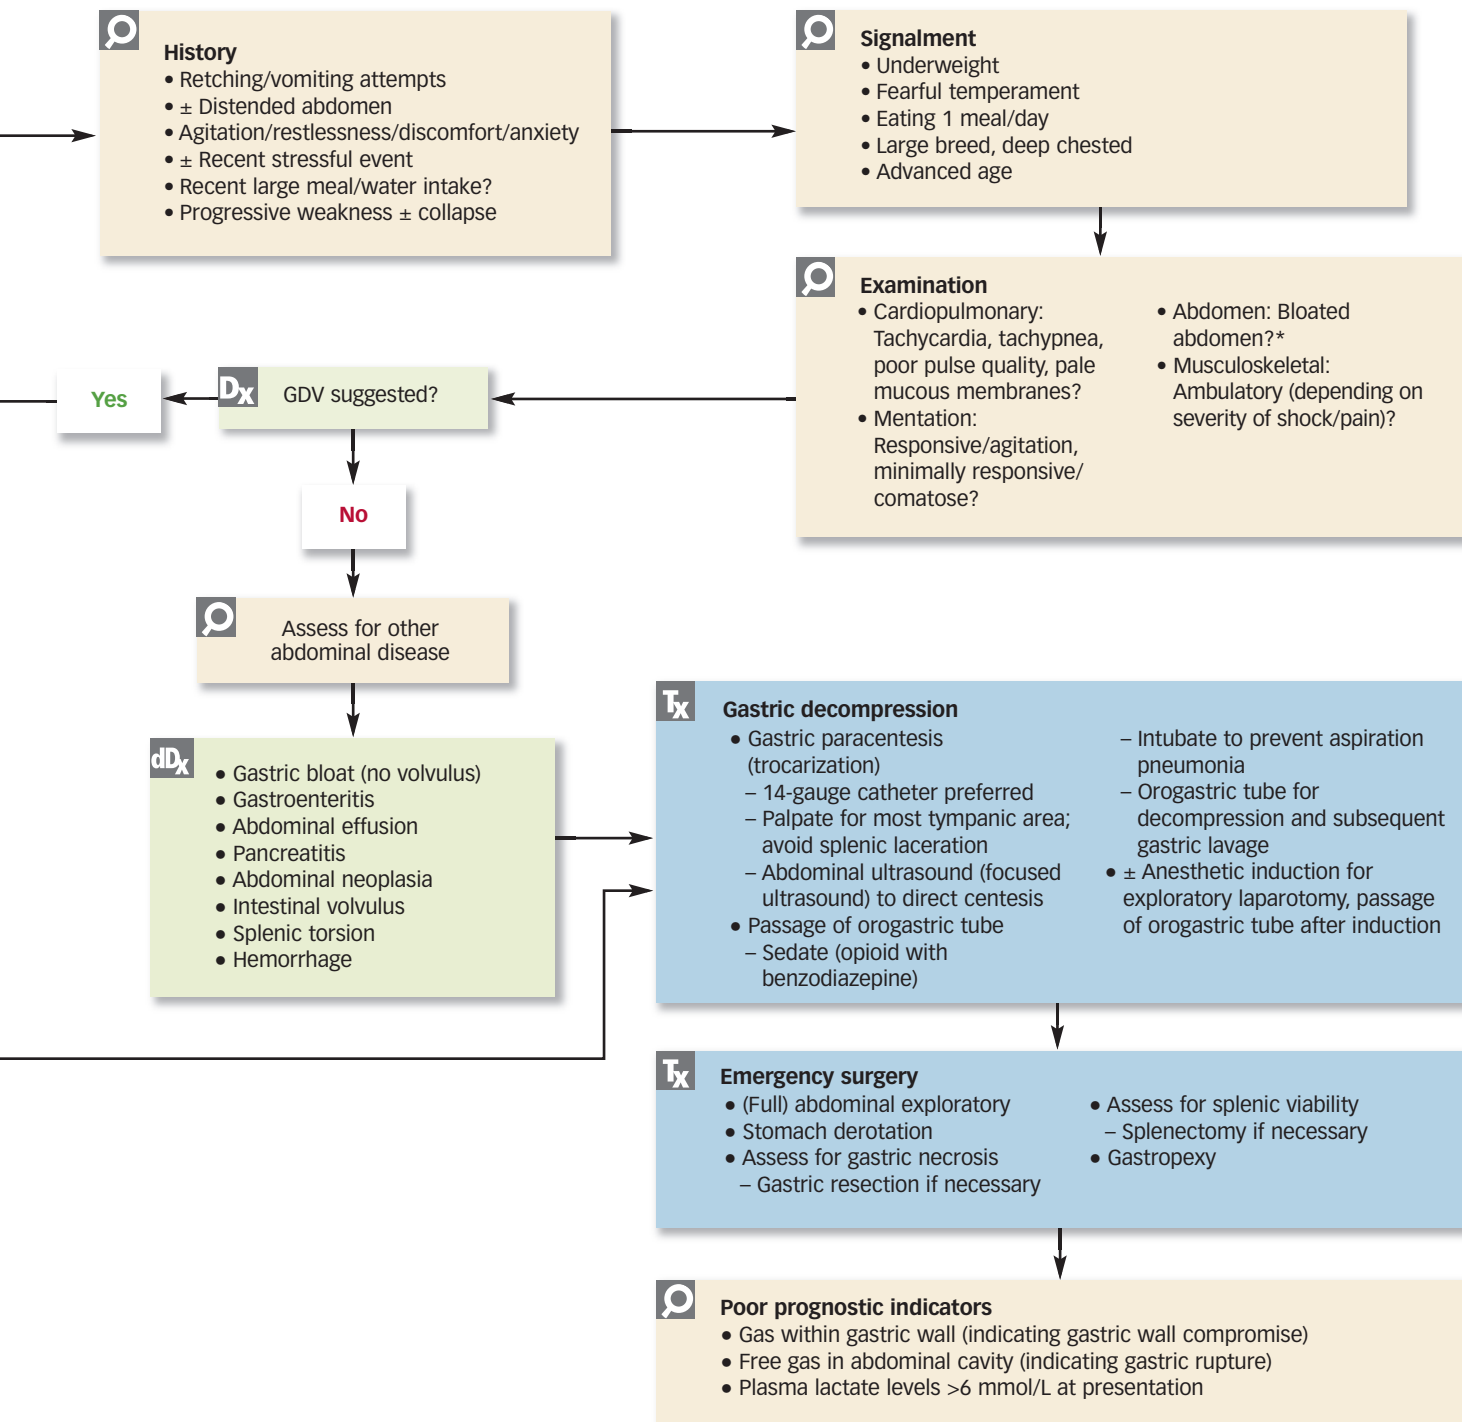 History
• Retching/vomiting attempts
• ± Distended abdomen
• Agitation/restlessness/discomfort/anxiety
• ± Recent stressful event
• Recent large meal/water intake?
• Progressive weakness ± collapse
Signalment
• Underweight
• Fearful temperament
• Eating 1 meal/day
• Large breed, deep chested
• Advanced age
Examination
• Cardiopulmonary:
Tachycardia, tachypnea,
poor pulse quality, pale
mucous membranes?
• Mentation:
Responsive/agitation,
minimally responsive/
comatose?
• Abdomen: Bloated
abdomen?*
• Musculoskeletal:
Ambulatory (depending on
severity of shock/pain)?
Dx
GDV suggested?
Yes
No
Assess for other
abdominal disease
dDx
• Gastric bloat (no volvulus)
• Gastroenteritis
• Abdominal effusion
• Pancreatitis
• Abdominal neoplasia
• Intestinal volvulus
• Splenic torsion
• Hemorrhage
Tx
Gastric decompression
• Gastric paracentesis
(trocarization)
– 14-gauge catheter preferred
– Palpate for most tympanic area;
avoid splenic laceration
– Abdominal ultrasound (focused
ultrasound) to direct centesis
• Passage of orogastric tube
– Sedate (opioid with
benzodiazepine)
– Intubate to prevent aspiration
pneumonia
– Orogastric tube for
decompression and subsequent
gastric lavage
• ± Anesthetic induction for
exploratory laparotomy, passage
of orogastric tube after induction
Tx
Emergency surgery
• (Full) abdominal exploratory
• Stomach derotation
• Assess for gastric necrosis
– Gastric resection if necessary
• Assess for splenic viability
– Splenectomy if necessary
• Gastropexy
Poor prognostic indicators
• Gas within gastric wall (indicating gastric wall compromise)
• Free gas in abdominal cavity (indicating gastric rupture)
• Plasma lactate levels >6 mmol/L at presentation